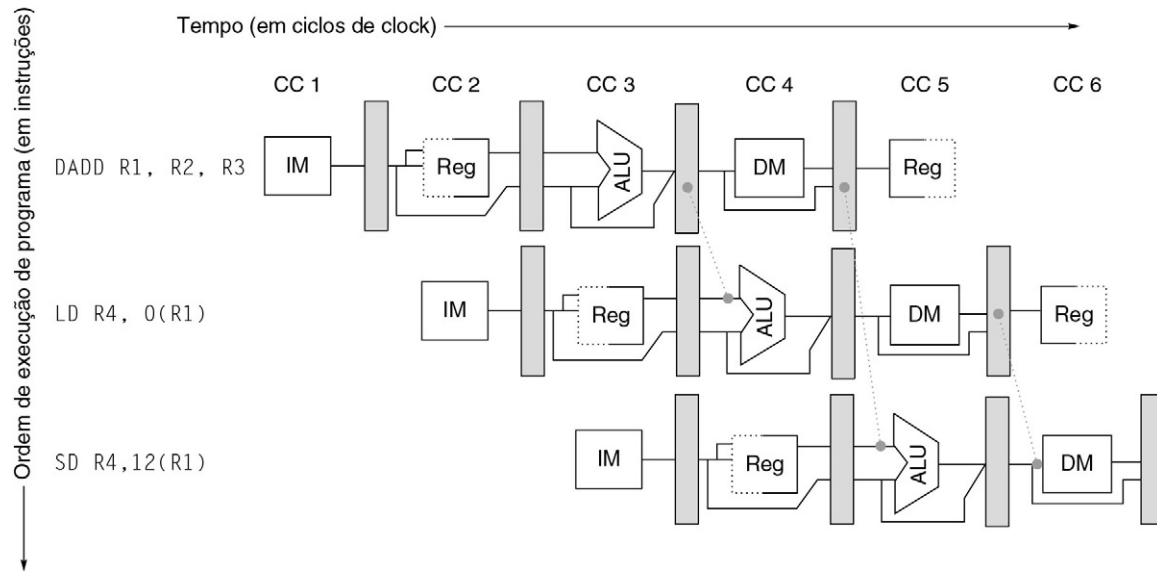 Tempo (em ciclos de clock)
Ordem de execução de programa (em instruções)
CC 1 CC 2 CC 3 CC 4 CC 5 CC 6
DADD R1, R2, R3 IM Reg ALU DM Reg
LD R4, 0(R1) IM Reg ALU DM Reg
SD R4,12(R1) IM Reg ALU DM